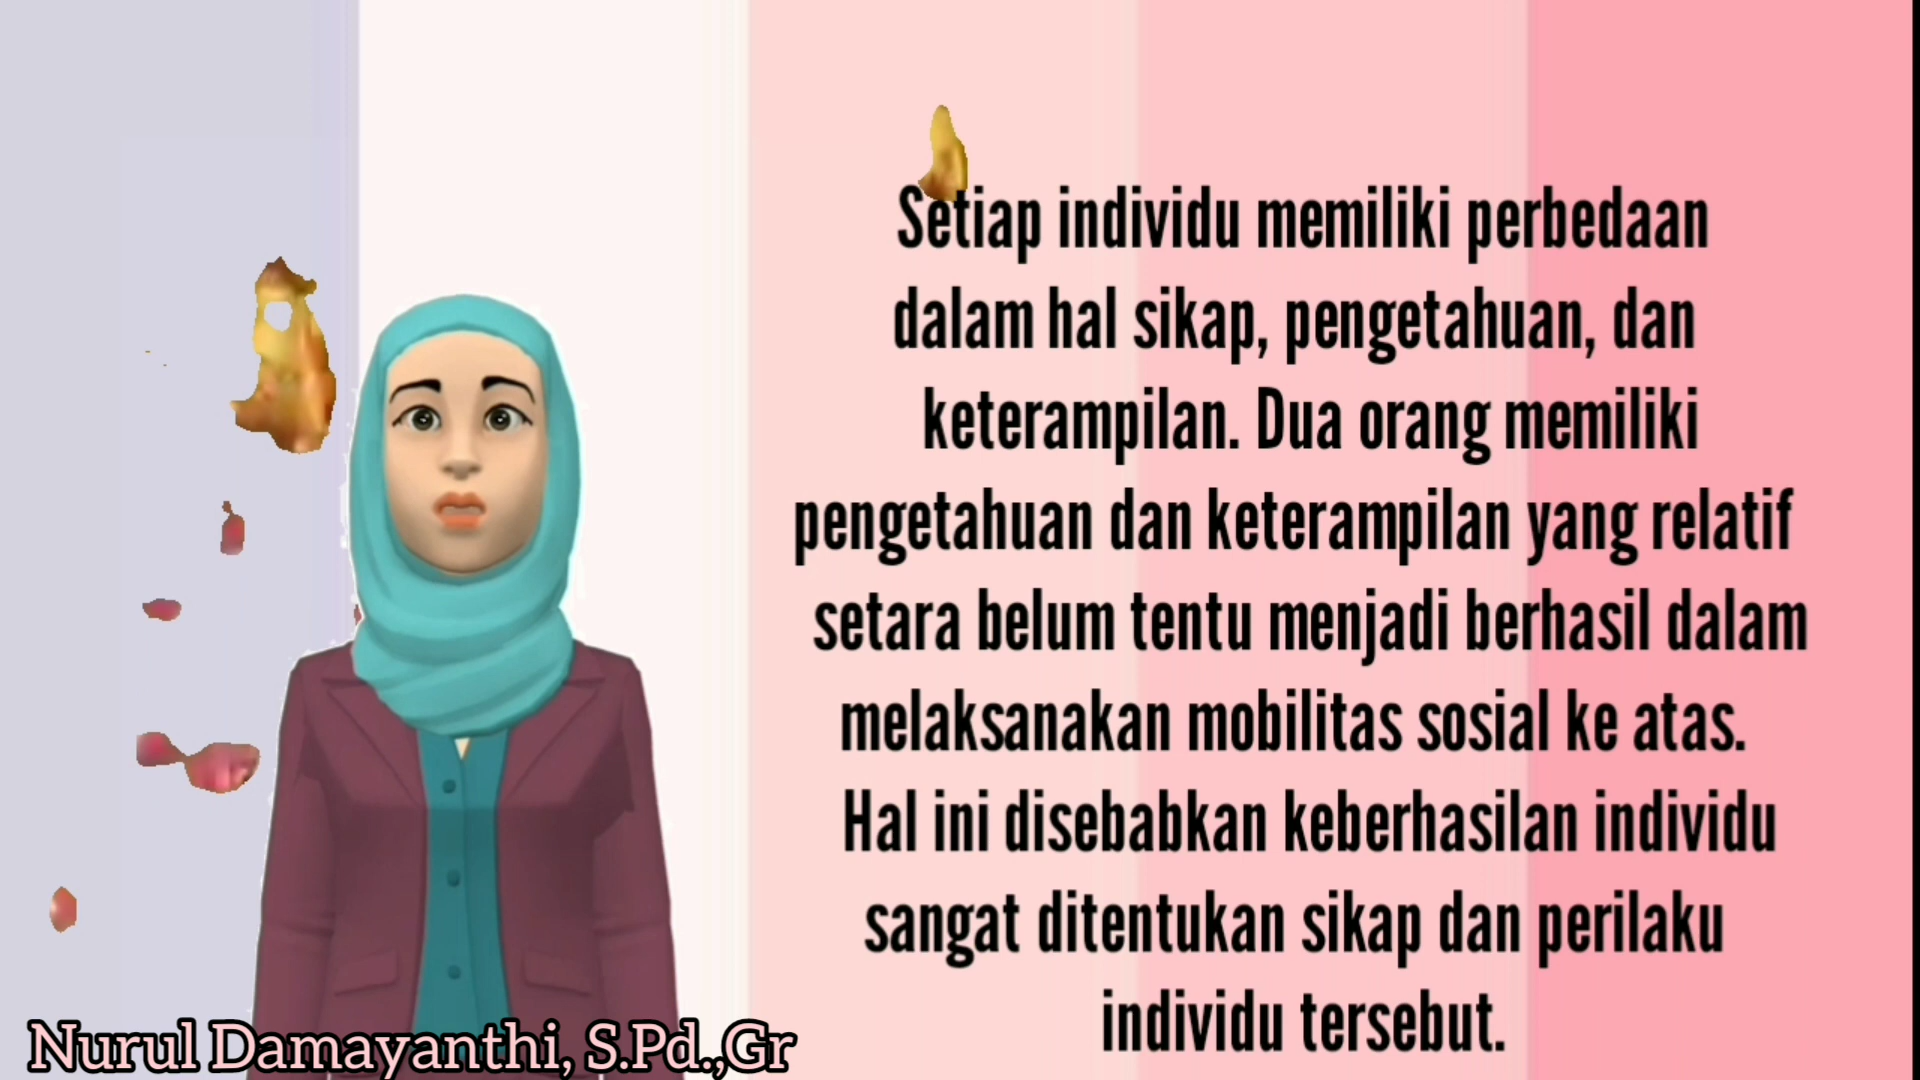 Setiap individu memiliki perbedaan
dalam hal sikap, pengetahuan, dan
keterampilan. Dua orang memiliki
pengetahuan dan keterampilan yang relatif
setara belum tentu menjadi berhasil dalam
melaksanakan mobilitas sosial ke atas.
Hal ini disebabkan keberhasilan individu
sangat ditentukan sikap dan perilaku
individu tersebut.
Nurul Damayanthi, S.Pd.,Gr